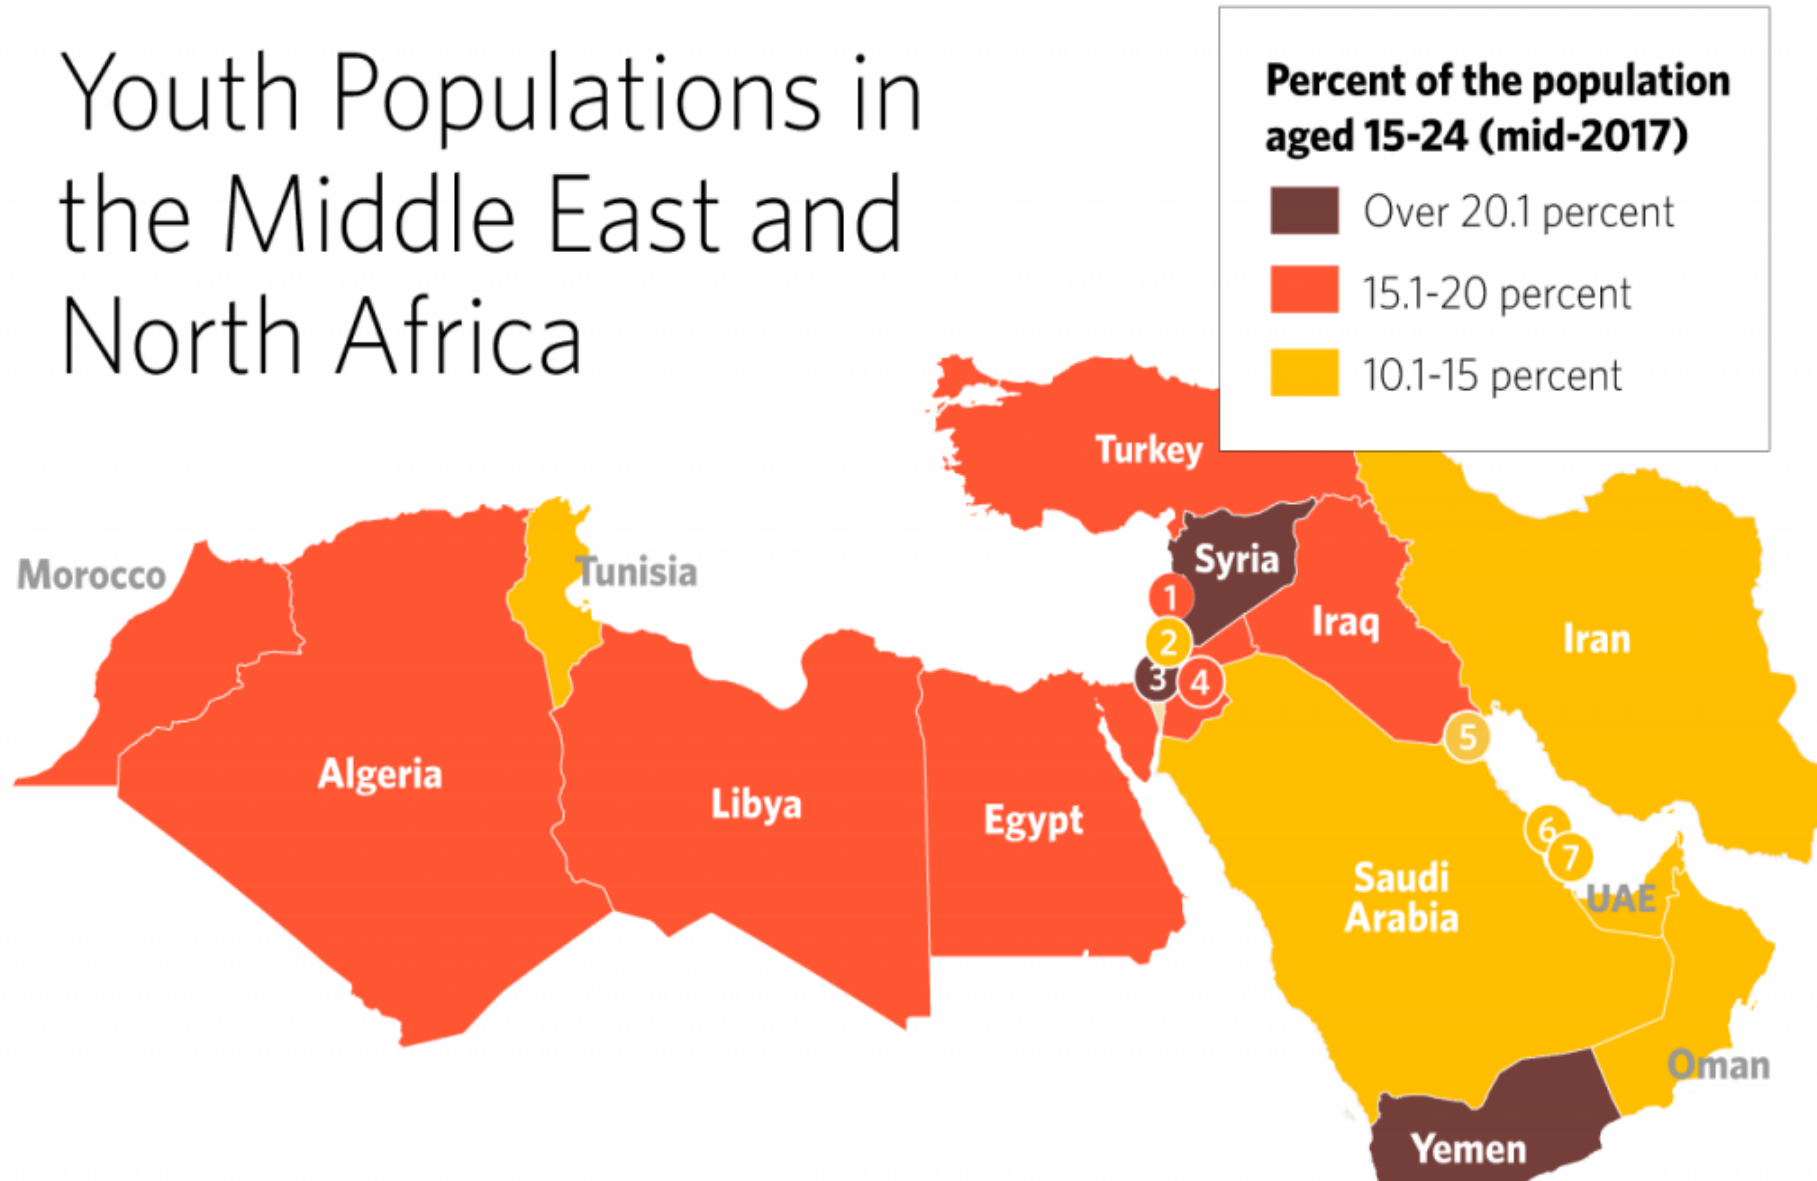 Youth Populations in
the Middle East and
North Africa
Percent of the population
aged 15-24 (mid-2017)
Over 20.1 percent
15.1-20 percent
10.1-15 percent
Turkey
Morocco
Tunisia
Syria
1
Iraq
2
Iran
3
4
5
Algeria
Libya
Egypt
6
7
Saudi
Arabia
UAE
Oman
Yemen